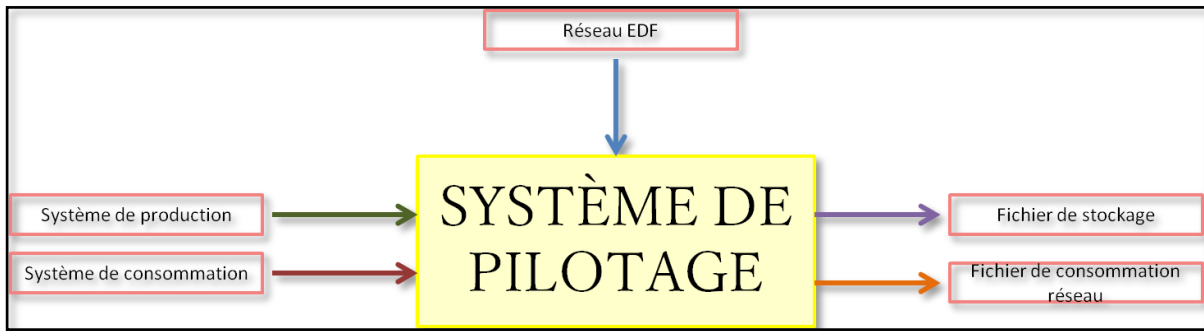 Réseau EDF
Système de production
Système de consommation
SYSTÈME DE
PILOTAGE
Fichier de stockage
Fichier de consommation
réseau